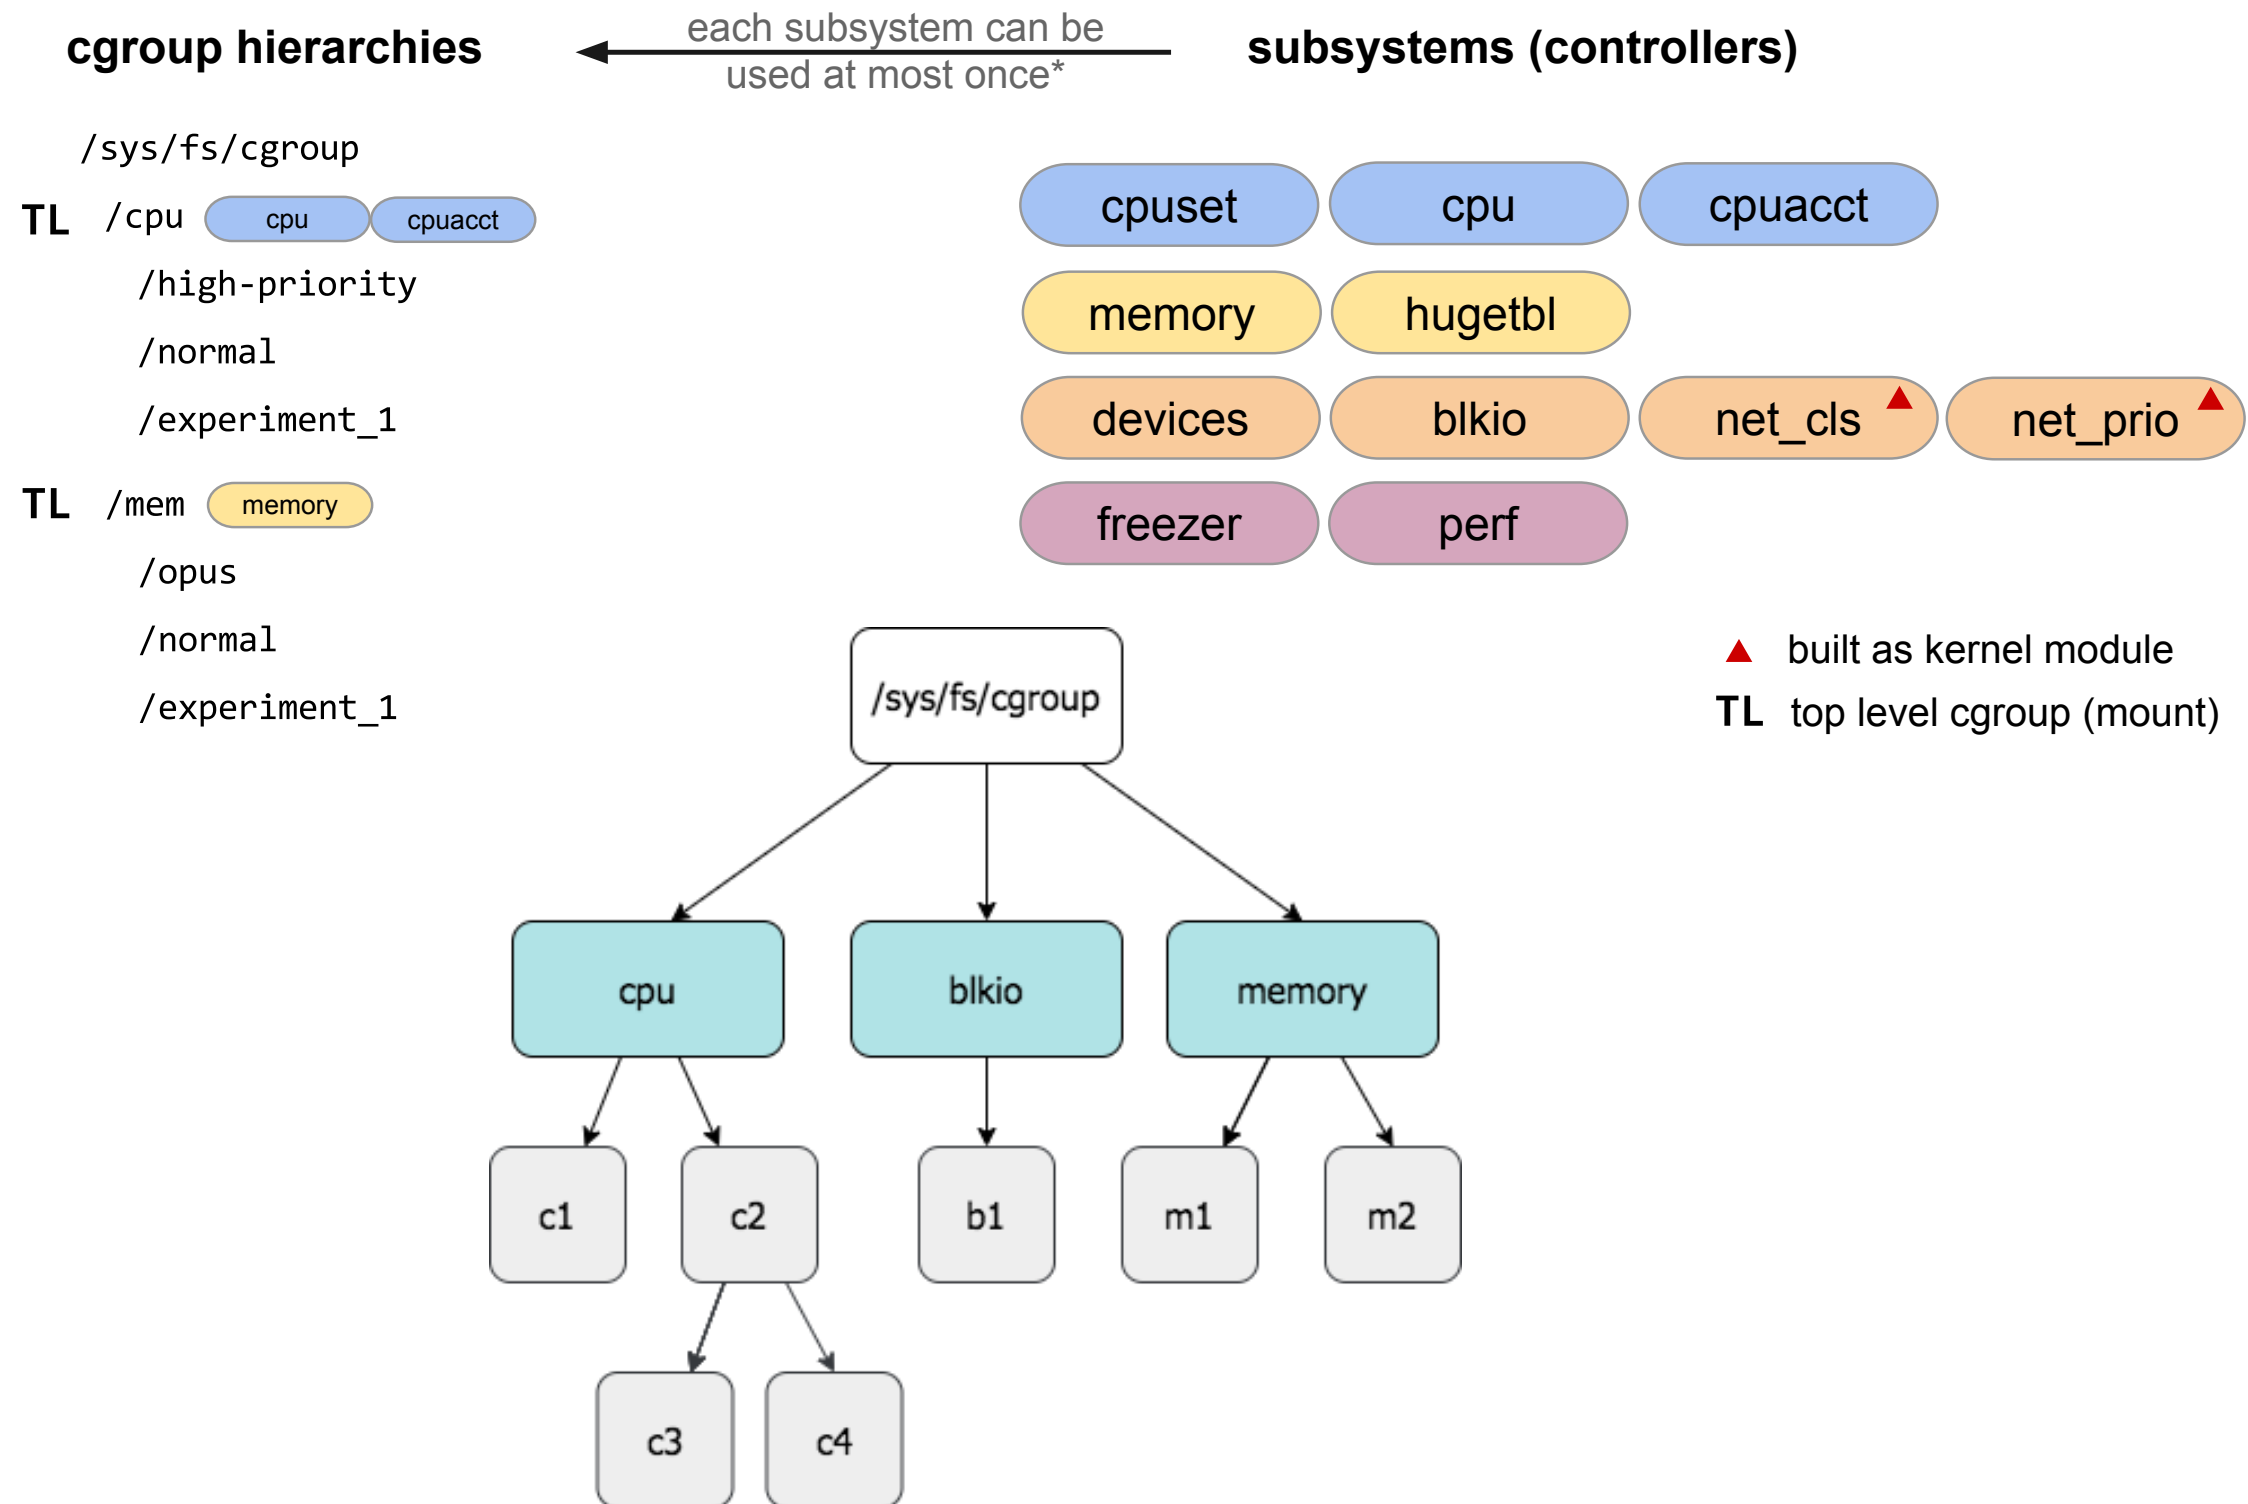 cgroup hierarchies
each subsystem can be
used at most once*
subsystems (controllers)
/sys/fs/cgroup
TL /cpu cpu cpuacct
/high-priority
/normal
/experiment_1
TL /mem memory
/opus
/normal
/experiment_1
cpuset cpu cpuacct
memory hugetbl
devices blkio net_cls net_prio
freezer perf
built as kernel module
TL top level cgroup (mount)
/sys/fs/cgroup
cpu blkio memory
c1 c2 b1 m1 m2
c3 c4